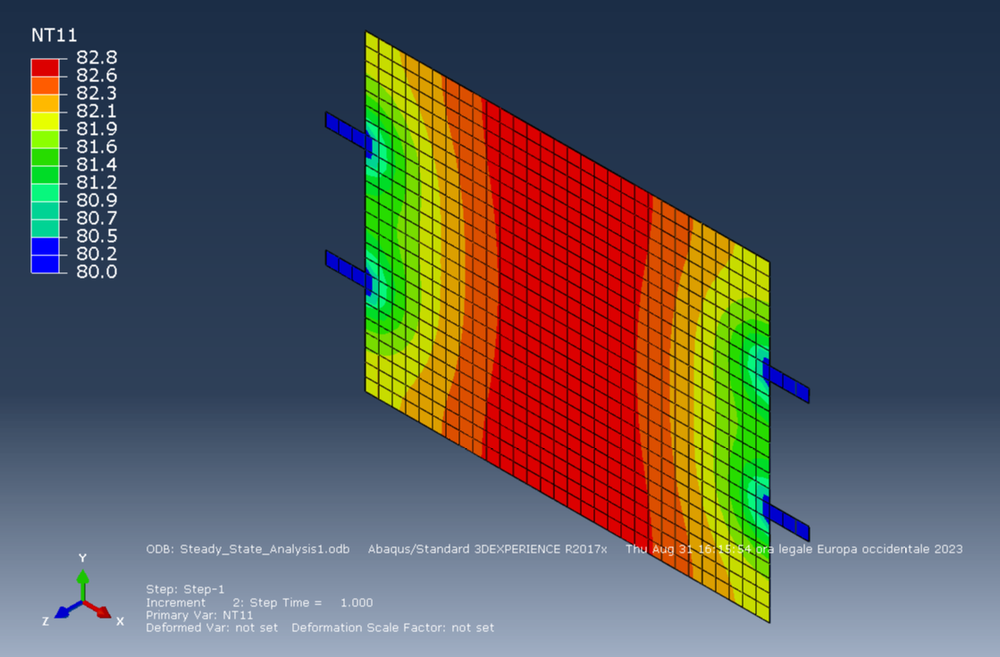 NT11
82.8
82.6
82.3
82.1
81.9
81.6
81.4
81.2
80.9
80.7
80.5
80.2
80.0
ODB: Steady_State_Analysis1.odb Abaqus/Standard 3DEXPERIENCE R2017x Thu Aug 31 16:15:54 ora legale Europa occidentale 2023
Y
Z
X
Step: Step-1
Increment 2: Step Time = 1.000
Primary Var: NT11
Deformed Var: not set Deformation Scale Factor: not set